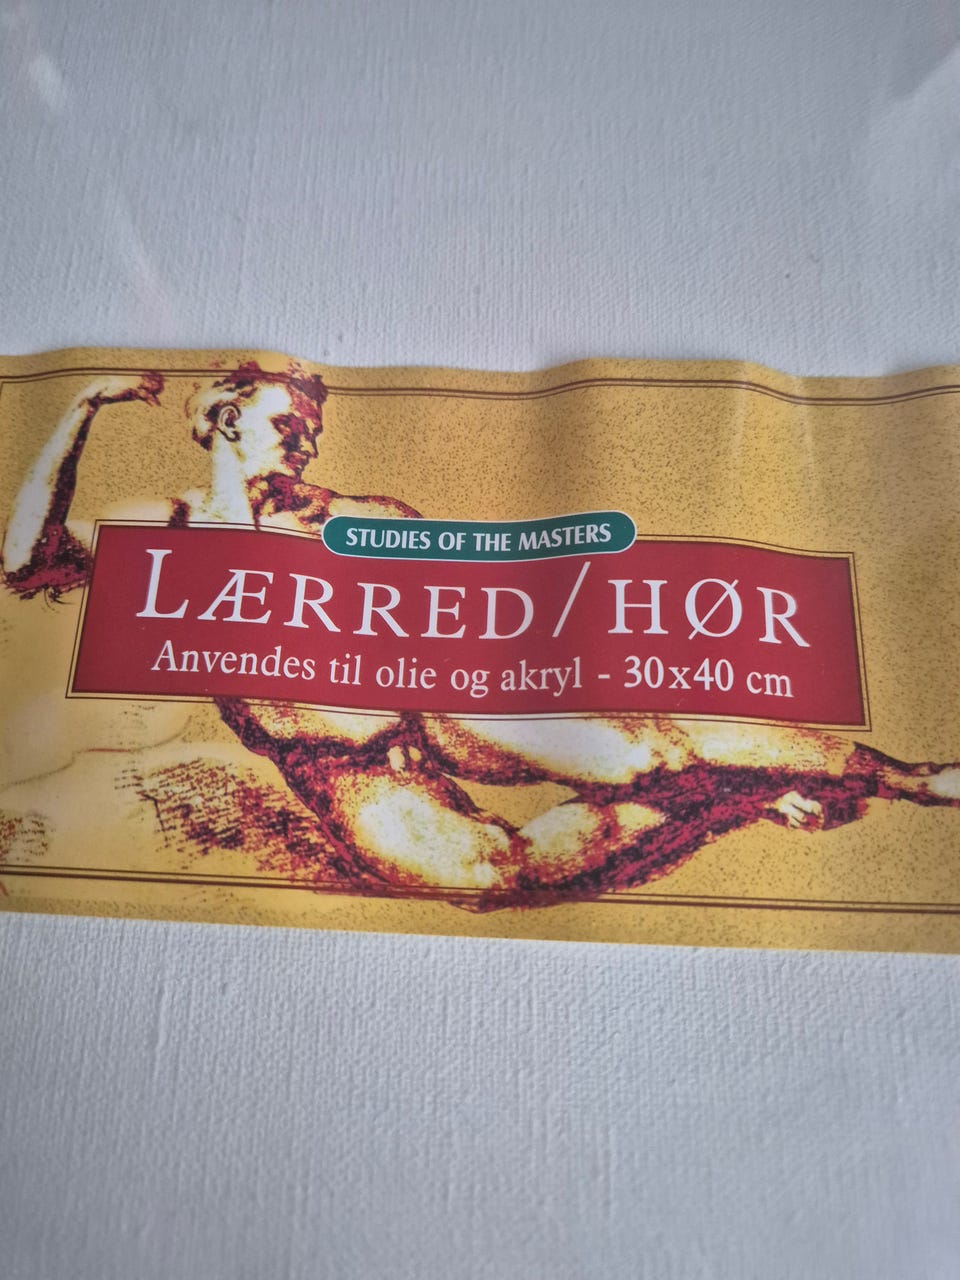 STUDIES OF THE MASTERS
LÆRRED/HØR
Anvendes til olie og akryl - 30x40 cm